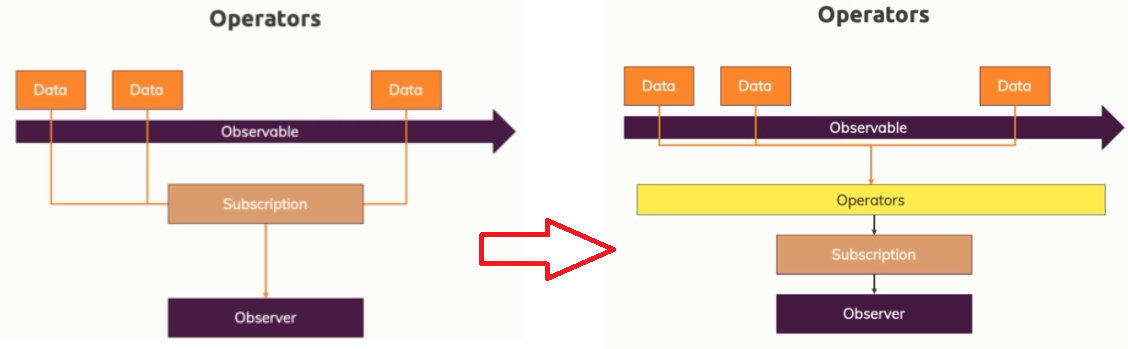 Operators
Data
Data
Data
Observable
Subscription
Observer
Operators
Data
Data
Data
Observable
Operators
Subscription
Observer